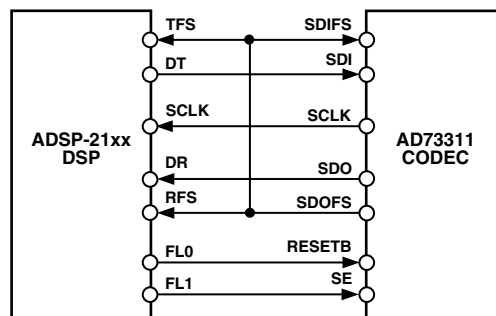 TFS SDIFS
DT SDI
SCLK SCLK
ADSP-21xx
DSP
AD73311
CODEC
DR SDO
RFS SDOFS
FL0 RESETB
FL1 SE